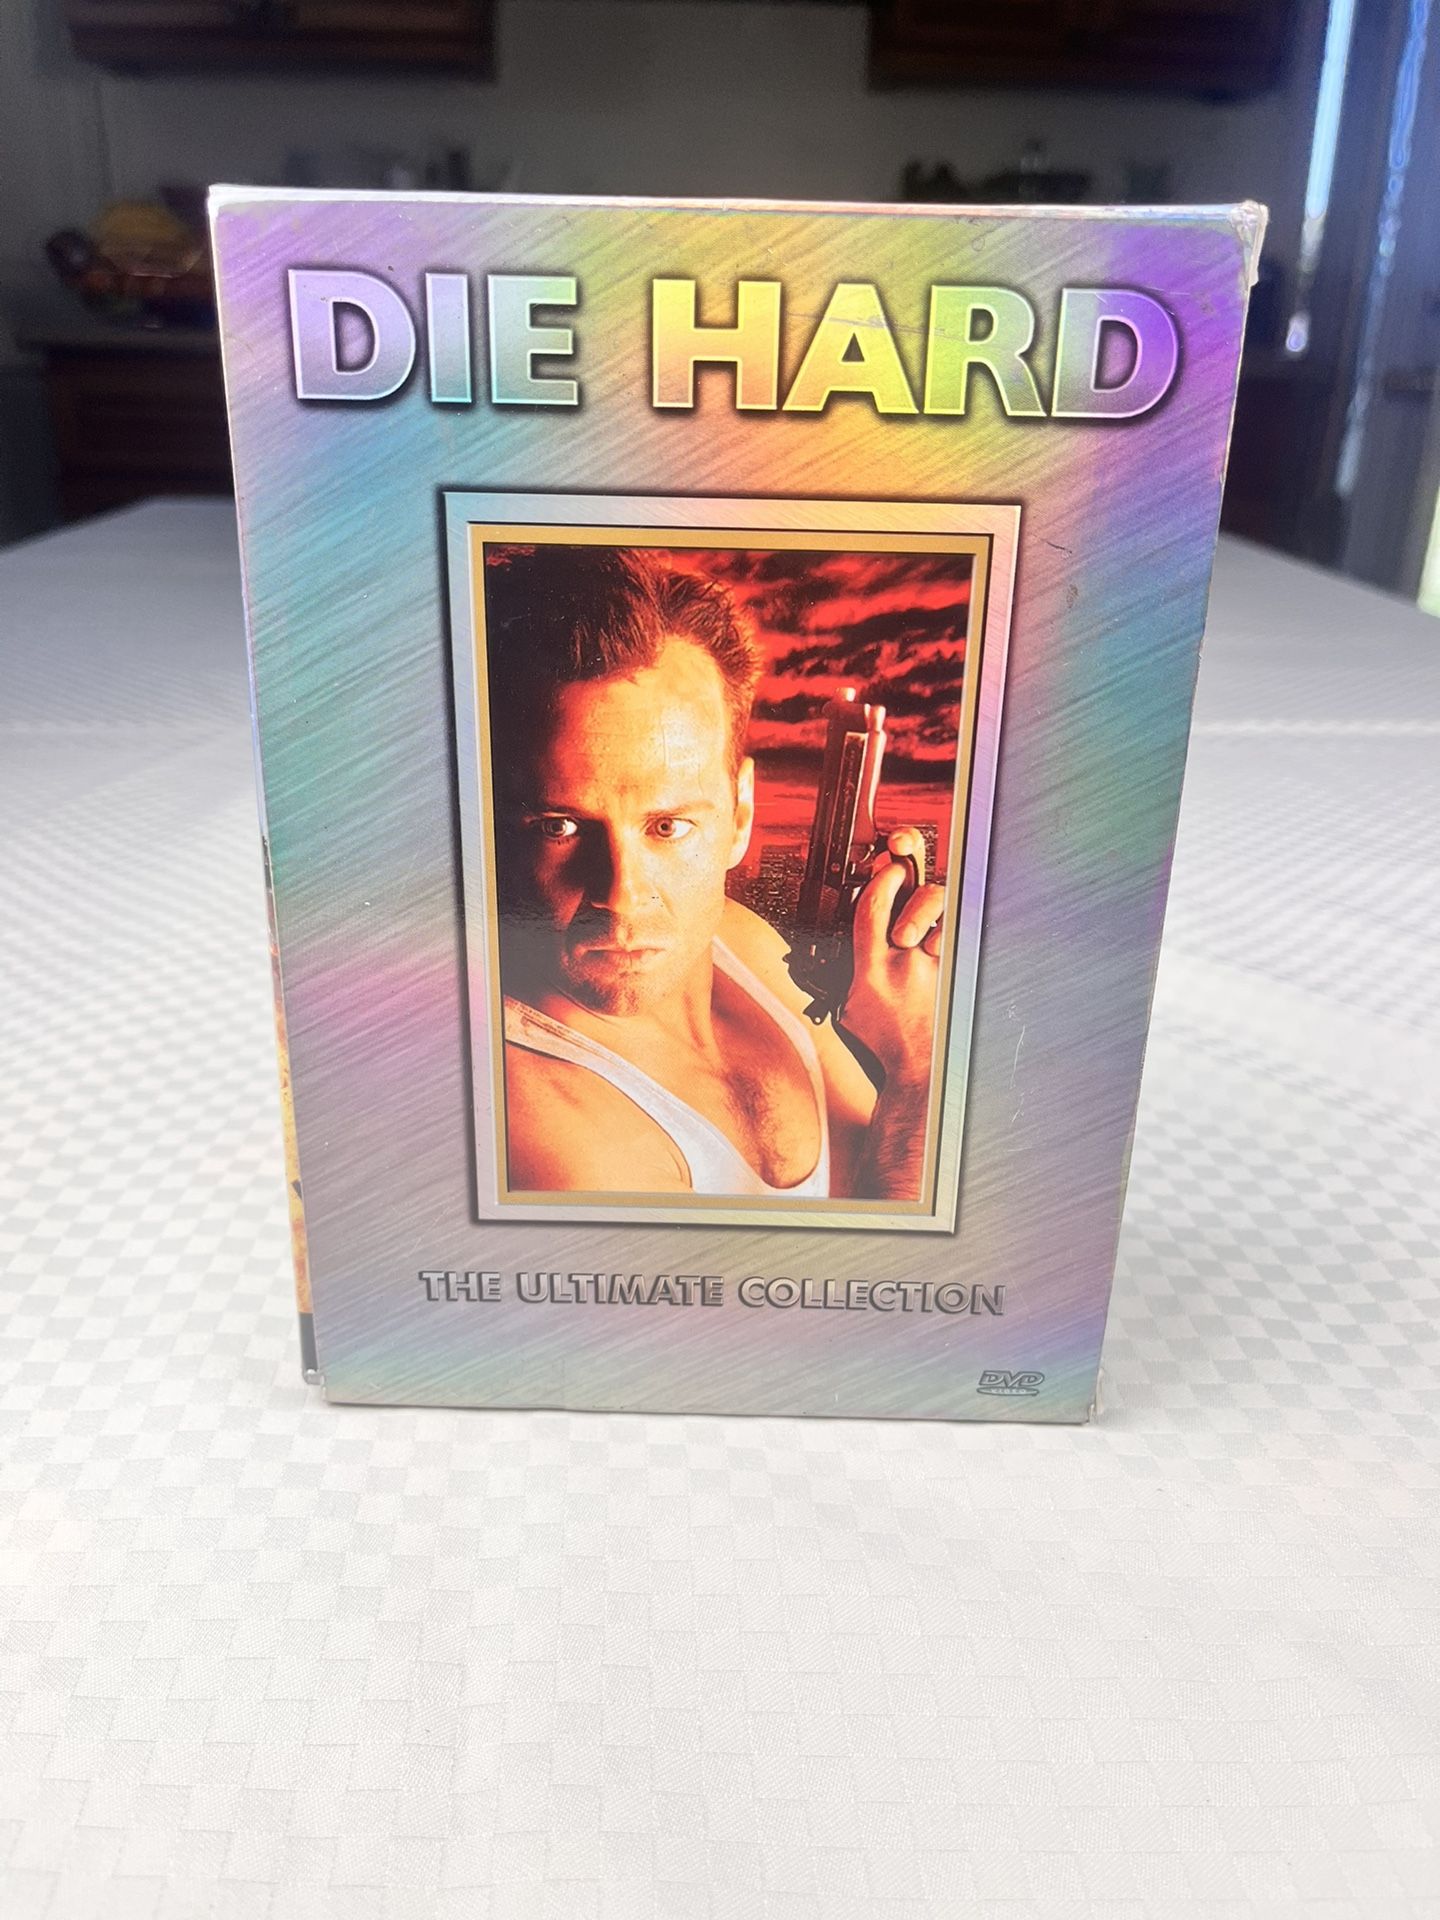 DIE HARD
THE ULTIMATE COLLECTION
DVD
VIDEO